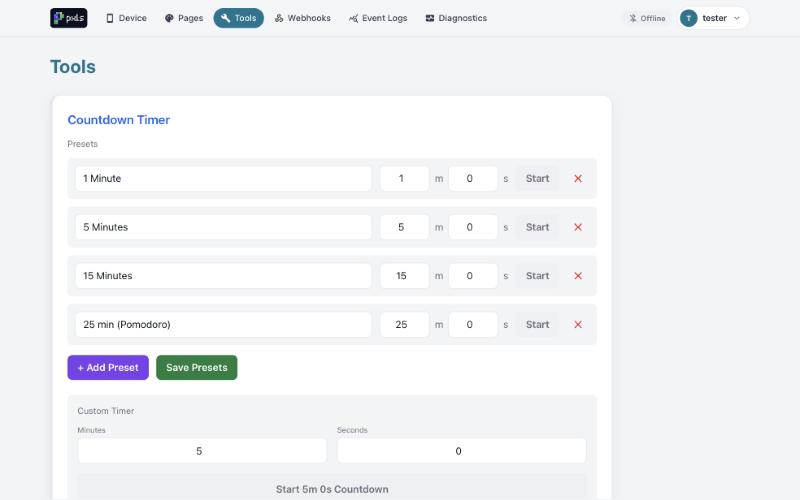 pixls Device Pages Tools Webhooks Event Logs Diagnostics Offline T tester
Tools
Countdown Timer
Presets
1 Minute 1 m 0 s Start
5 Minutes 5 m 0 s Start
15 Minutes 15 m 0 s Start
25 min (Pomodoro) 25 m 0 s Start
+ Add Preset Save Presets
Custom Timer
Minutes Seconds
5 0
Start 5m 0s Countdown